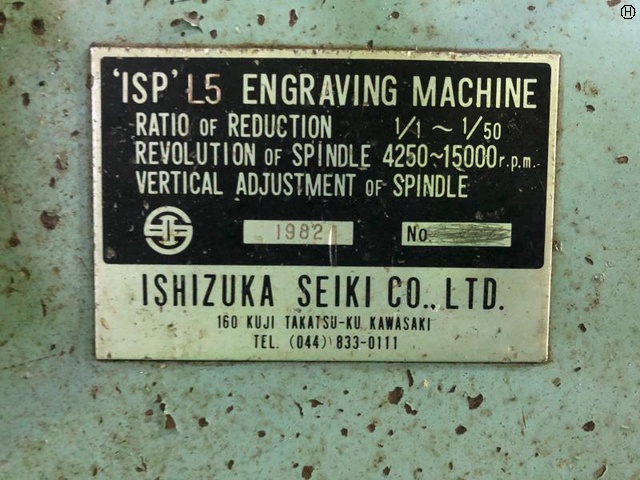 'ISP' L5 ENGRAVING MACHINE
RATIO OF REDUCTION 1/1 ~ 1/50
REVOLUTION OF SPINDLE 4250~15000 r.p.m.
VERTICAL ADJUSTMENT OF SPINDLE
1982 No.
ISHIZUKA SEIKI CO., LTD.
160 KUJI TAKATSU-KU KAWASAKI
TEL. (044) 833-0111
H